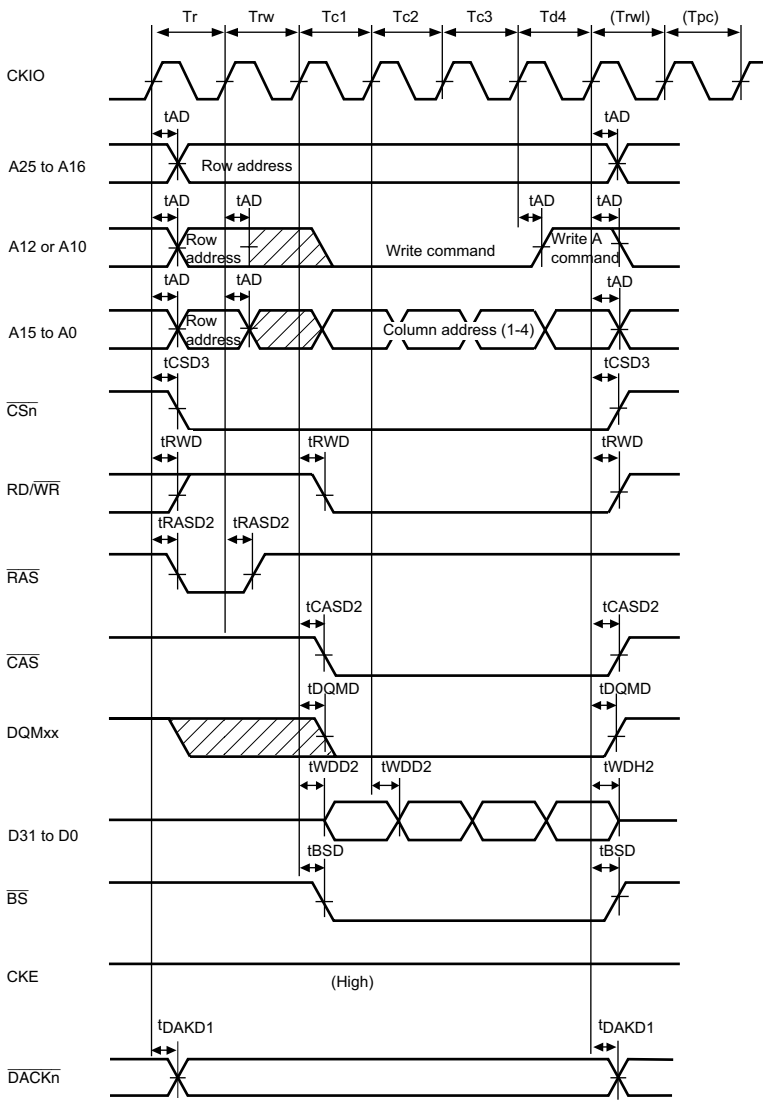 Tr Trw Tc1 Tc2 Tc3 Td4 (Trwl) (Tpc)
CKIO
tAD tAD
A25 to A16 Row address
tAD tAD tAD tAD
A12 or A10 Row address Write command Write A command
tAD tAD tAD
A15 to A0 Row address Column address (1-4)
tCSD3 tCSD3
CSn
tRWD tRWD tRWD
RD/WR
tRASD2 tRASD2
RAS
tCASD2 tCASD2
CAS
tDQMD tDQMD
DQMxx
tWDD2 tWDD2 tWDH2
D31 to D0
tBSD tBSD
BS
CKE (High)
tDAKD1 tDAKD1
DACKn